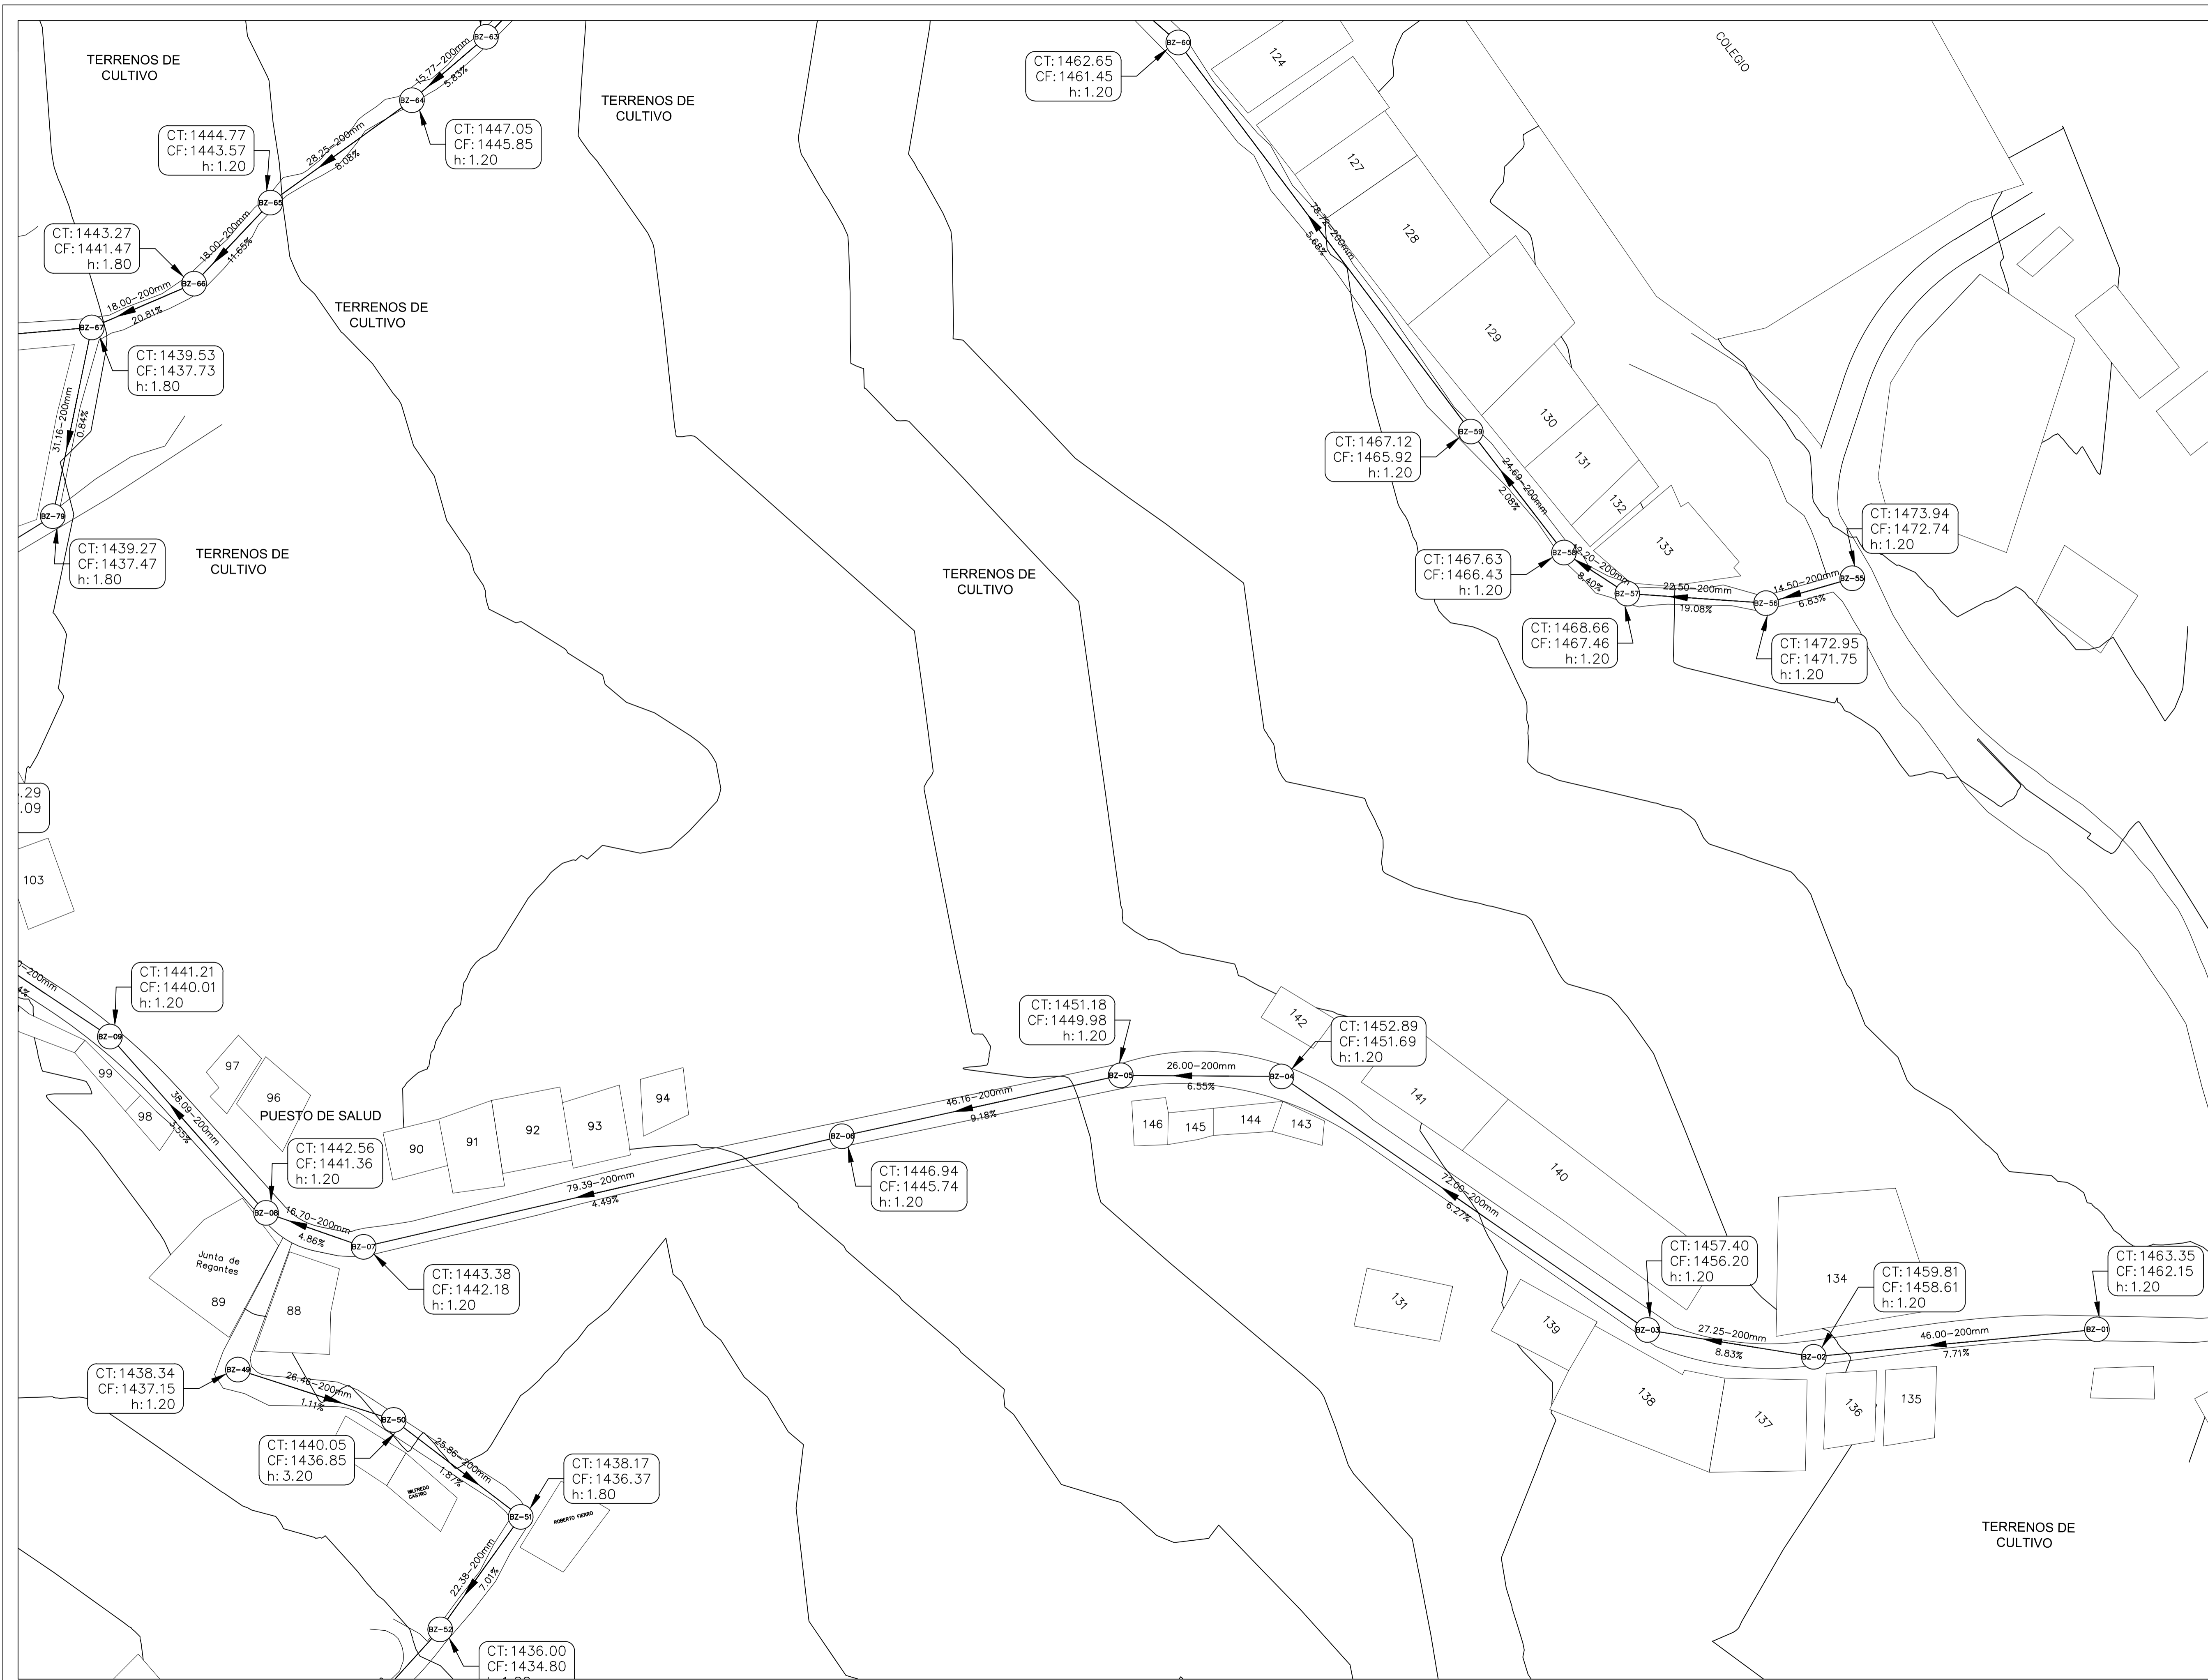 TERRENOS DE
CULTIVO
BZ-63
15.77-200mm
5.83%
BZ-64
CT:1447.05
CF:1445.85
h:1.20
CT:1444.77
CF:1443.57
h:1.20
28.25-200mm
8.08%
BZ-65
CT:1443.27
CF:1441.47
h:1.80
18.00-200mm
11.65%
BZ-66
18.00-200mm
20.81%
BZ-67
CT:1439.53
CF:1437.73
h:1.80
31.16-200mm
0.84%
BZ-79
CT:1439.27
CF:1437.47
h:1.80
TERRENOS DE
CULTIVO
TERRENOS DE
CULTIVO
TERRENOS DE
CULTIVO
TERRENOS DE
CULTIVO
CT:1462.65
CF:1461.45
h:1.20
BZ-60
124
127
128
129
130
131
132
133
COLEGIO
78.72-200mm
5.68%
BZ-59
CT:1467.12
CF:1465.92
h:1.20
24.69-200mm
2.08%
BZ-58
CT:1467.63
CF:1466.43
h:1.20
12.20-200mm
8.40%
BZ-57
CT:1468.66
CF:1467.46
h:1.20
22.50-200mm
19.08%
BZ-56
CT:1472.95
CF:1471.75
h:1.20
14.50-200mm
6.83%
BZ-55
CT:1473.94
CF:1472.74
h:1.20
.29
.09
103
0-200mm
4%
BZ-09
CT:1441.21
CF:1440.01
h:1.20
99
98
97
96
PUESTO DE SALUD
38.09-200mm
3.55%
CT:1442.56
CF:1441.36
h:1.20
BZ-08
16.70-200mm
4.86%
BZ-07
CT:1443.38
CF:1442.18
h:1.20
90
91
92
93
94
79.39-200mm
4.49%
BZ-06
CT:1446.94
CF:1445.74
h:1.20
46.16-200mm
9.18%
BZ-05
CT:1451.18
CF:1449.98
h:1.20
26.00-200mm
6.55%
BZ-04
CT:1452.89
CF:1451.69
h:1.20
142
141
140
146
145
144
143
72.00-200mm
6.27%
BZ-03
CT:1457.40
CF:1456.20
h:1.20
131
139
138
137
136
135
134
27.25-200mm
8.83%
BZ-02
CT:1459.81
CF:1458.61
h:1.20
46.00-200mm
7.71%
BZ-01
CT:1463.35
CF:1462.15
h:1.20
Junta de
Regantes
89
88
BZ-49
CT:1438.34
CF:1437.15
h:1.20
26.46-200mm
1.11%
BZ-50
CT:1440.05
CF:1436.85
h:3.20
25.86-200mm
1.87%
WILFREDO
CASTRO
BZ-51
CT:1438.17
CF:1436.37
h:1.80
ROBERTO FIERRO
22.38-200mm
7.01%
BZ-52
CT:1436.00
CF:1434.80
TERRENOS DE
CULTIVO